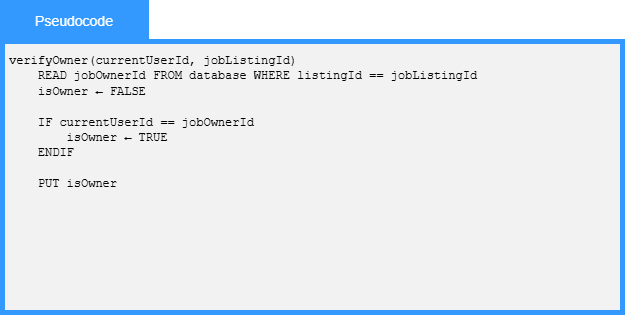 Pseudocode
verifyOwner(currentUserId, jobListingId)
READ jobOwnerId FROM database WHERE listingId == jobListingId
isOwner ← FALSE
IF currentUserId == jobOwnerId
isOwner ← TRUE
ENDIF
PUT isOwner